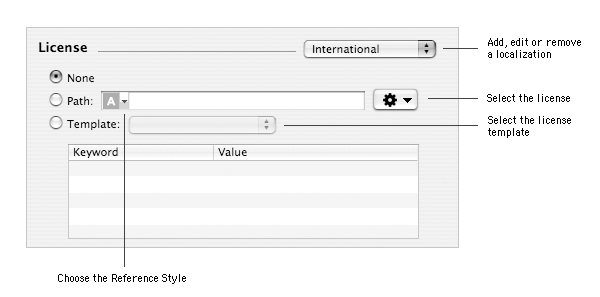 License
International
Add, edit or remove
a localization
None
Path:
A
Select the license
Template:
Select the license
template
Keyword Value
Choose the Reference Style